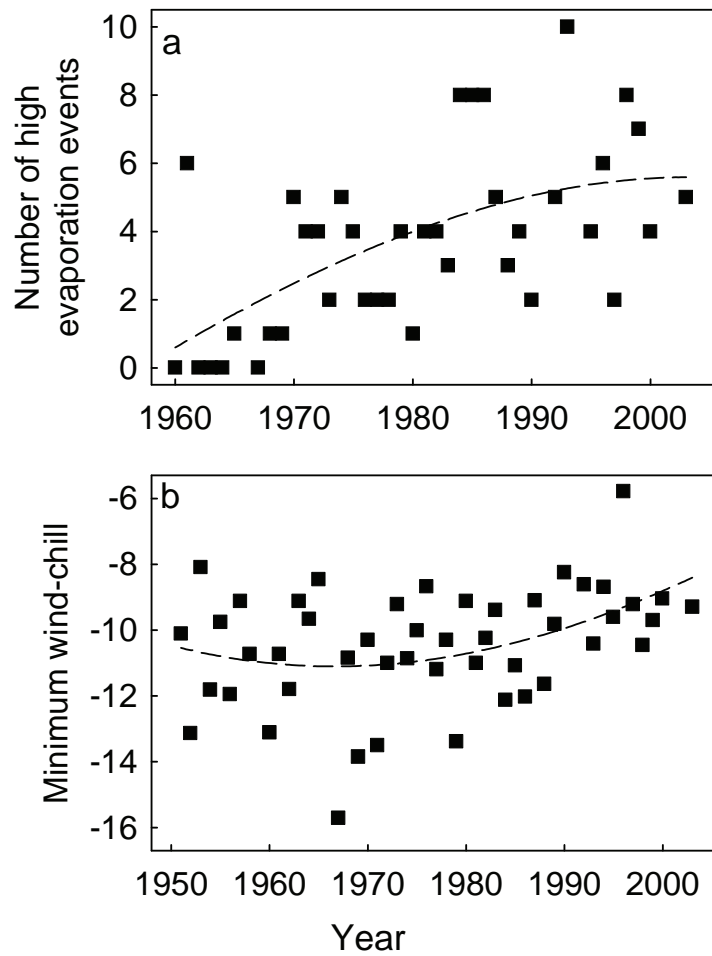 a
Number of high
evaporation events
10
8
6
4
2
0
1960 1970 1980 1990 2000
b
Minimum wind-chill
-6
-8
-10
-12
-14
-16
1950 1960 1970 1980 1990 2000
Year